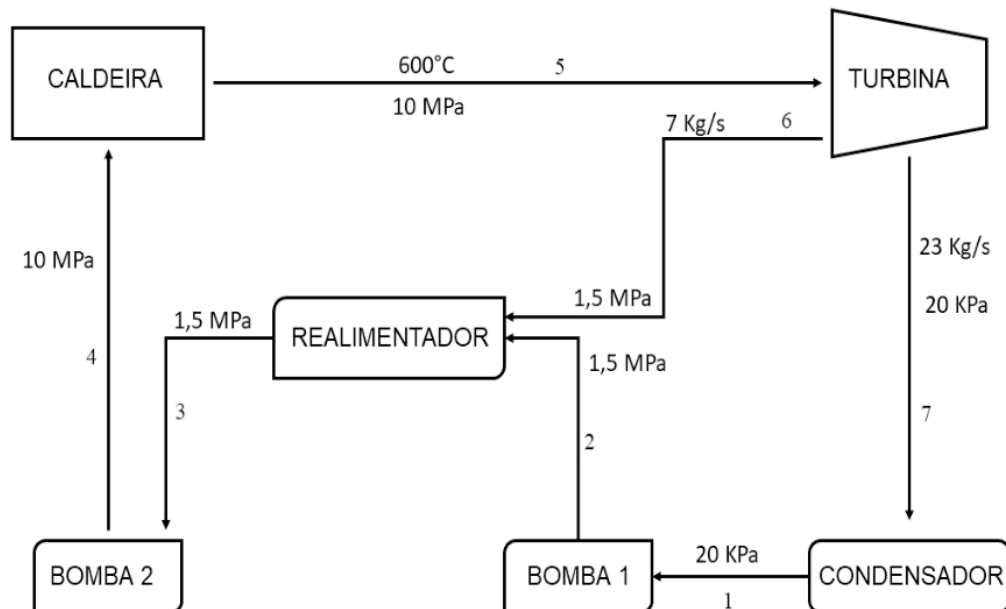 CALDEIRA
600°C
5
10 MPa
TURBINA
7 Kg/s
6
10 MPa
23 Kg/s
20 KPa
1,5 MPa
1,5 MPa
REALIMENTADOR
1,5 MPa
4
3
2
7
BOMBA 2
BOMBA 1
20 KPa
1
CONDENSADOR